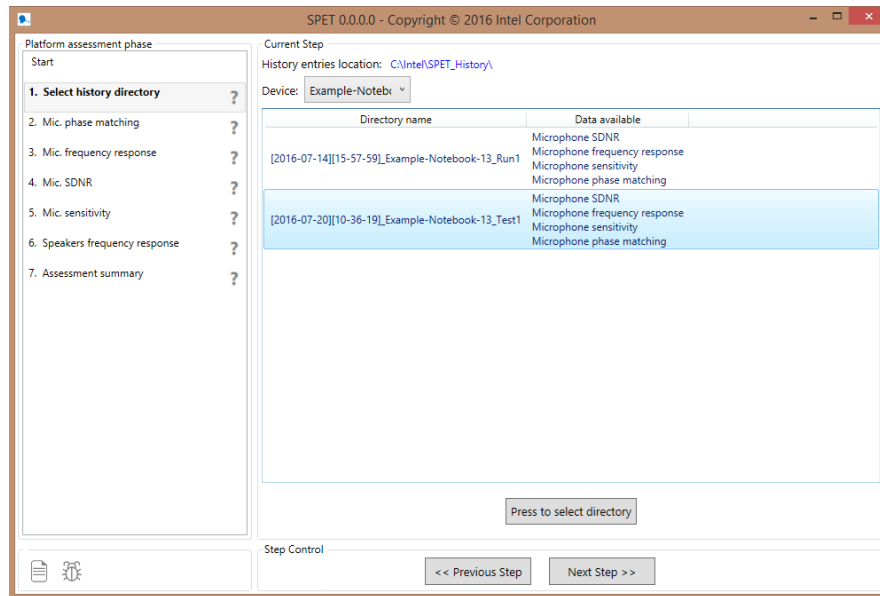 SPET 0.0.0.0 - Copyright © 2016 Intel Corporation
Platform assessment phase
Start
1. Select history directory ?
2. Mic. phase matching ?
3. Mic. frequency response ?
4. Mic. SDNR ?
5. Mic. sensitivity ?
6. Speakers frequency response ?
7. Assessment summary ?
Current Step
History entries location: C:\Intel\SPET_History\
Device: Example-Notebo
Directory name Data available
[2016-07-14][15-57-59]_Example-Notebook-13_Run1
Microphone SDNR
Microphone frequency response
Microphone sensitivity
Microphone phase matching
[2016-07-20][10-36-19]_Example-Notebook-13_Test1
Microphone SDNR
Microphone frequency response
Microphone sensitivity
Microphone phase matching
Press to select directory
Step Control
<< Previous Step Next Step >>